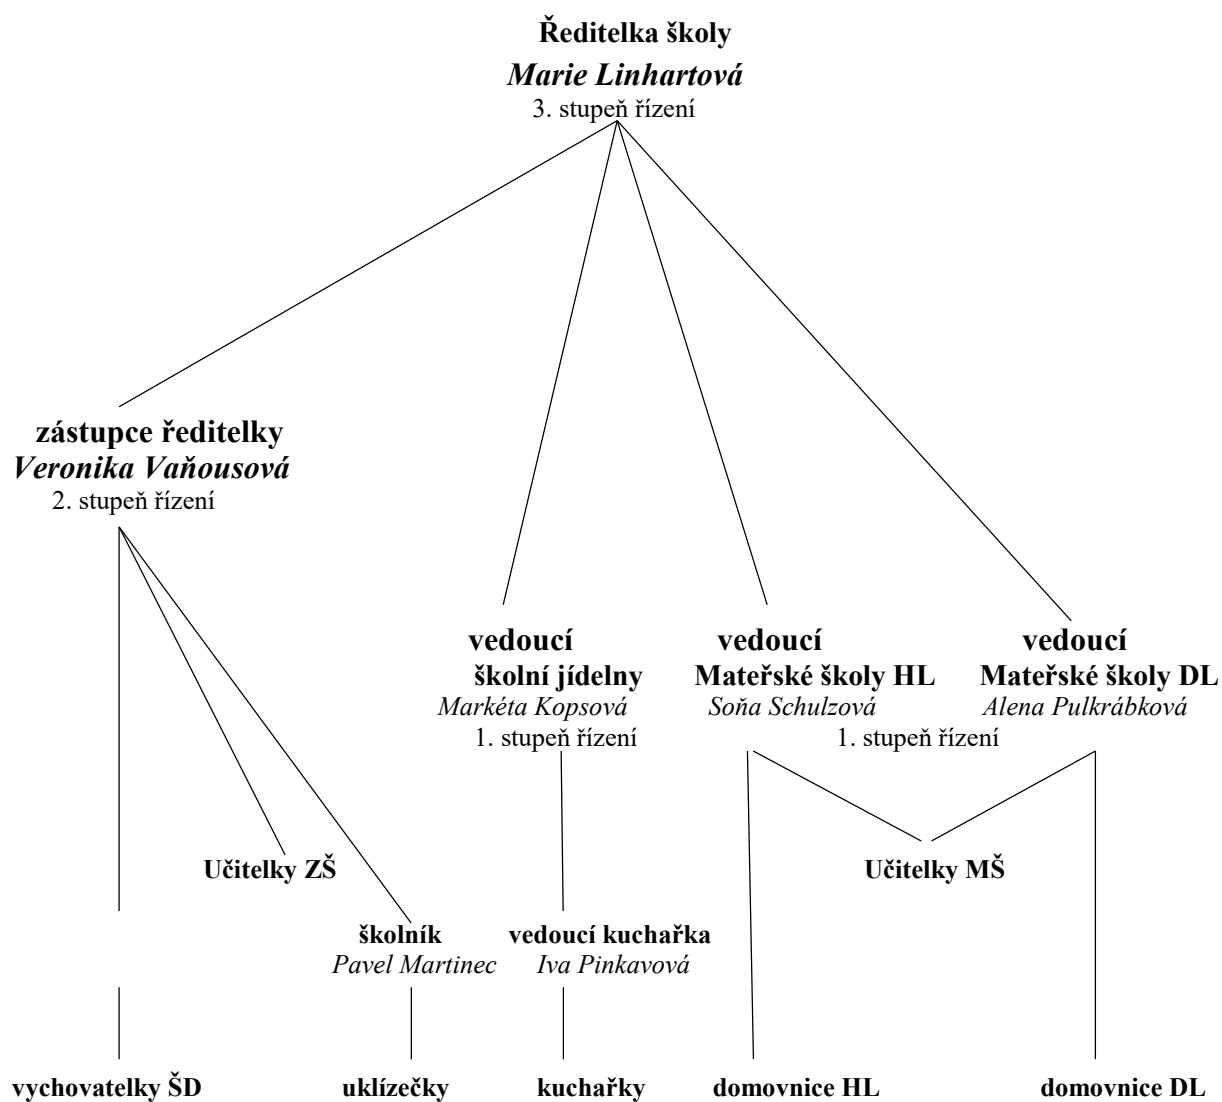 Ředitelka školy
Marie Linhartová
3. stupeň řízení
zástupce ředitelky
Veronika Vaňousová
2. stupeň řízení
vedoucí
školní jídelny
Markéta Kopsová
1. stupeň řízení
vedoucí
Mateřské školy HL
Soňa Schulzová
vedoucí
Mateřské školy DL
Alena Pulkrábková
1. stupeň řízení
Učitelky ZŠ
Učitelky MŠ
školník
Pavel Martinec
vedoucí kuchařka
Iva Pinkavová
vychovatelky ŠD
uklízečky
kuchařky
domovnice HL
domovnice DL